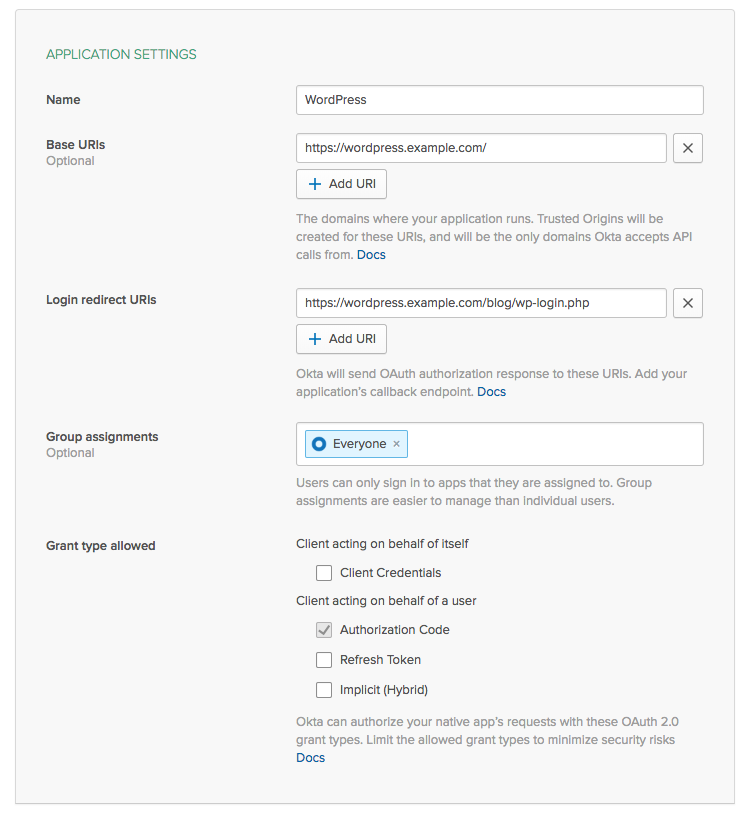 APPLICATION SETTINGS
Name
WordPress
Base URIs
Optional
https://wordpress.example.com/
Add URI
The domains where your application runs. Trusted Origins will be
created for these URIs, and will be the only domains Okta accepts API
calls from. Docs
Login redirect URIs
https://wordpress.example.com/blog/wp-login.php
Add URI
Okta will send OAuth authorization response to these URIs. Add your
application's callback endpoint. Docs
Group assignments
Optional
Everyone
Users can only sign in to apps that they are assigned to. Group
assignments are easier to manage than individual users.
Grant type allowed
Client acting on behalf of itself
Client Credentials
Client acting on behalf of a user
Authorization Code
Refresh Token
Implicit (Hybrid)
Okta can authorize your native app's requests with these OAuth 2.0
grant types. Limit the allowed grant types to minimize security risks
Docs